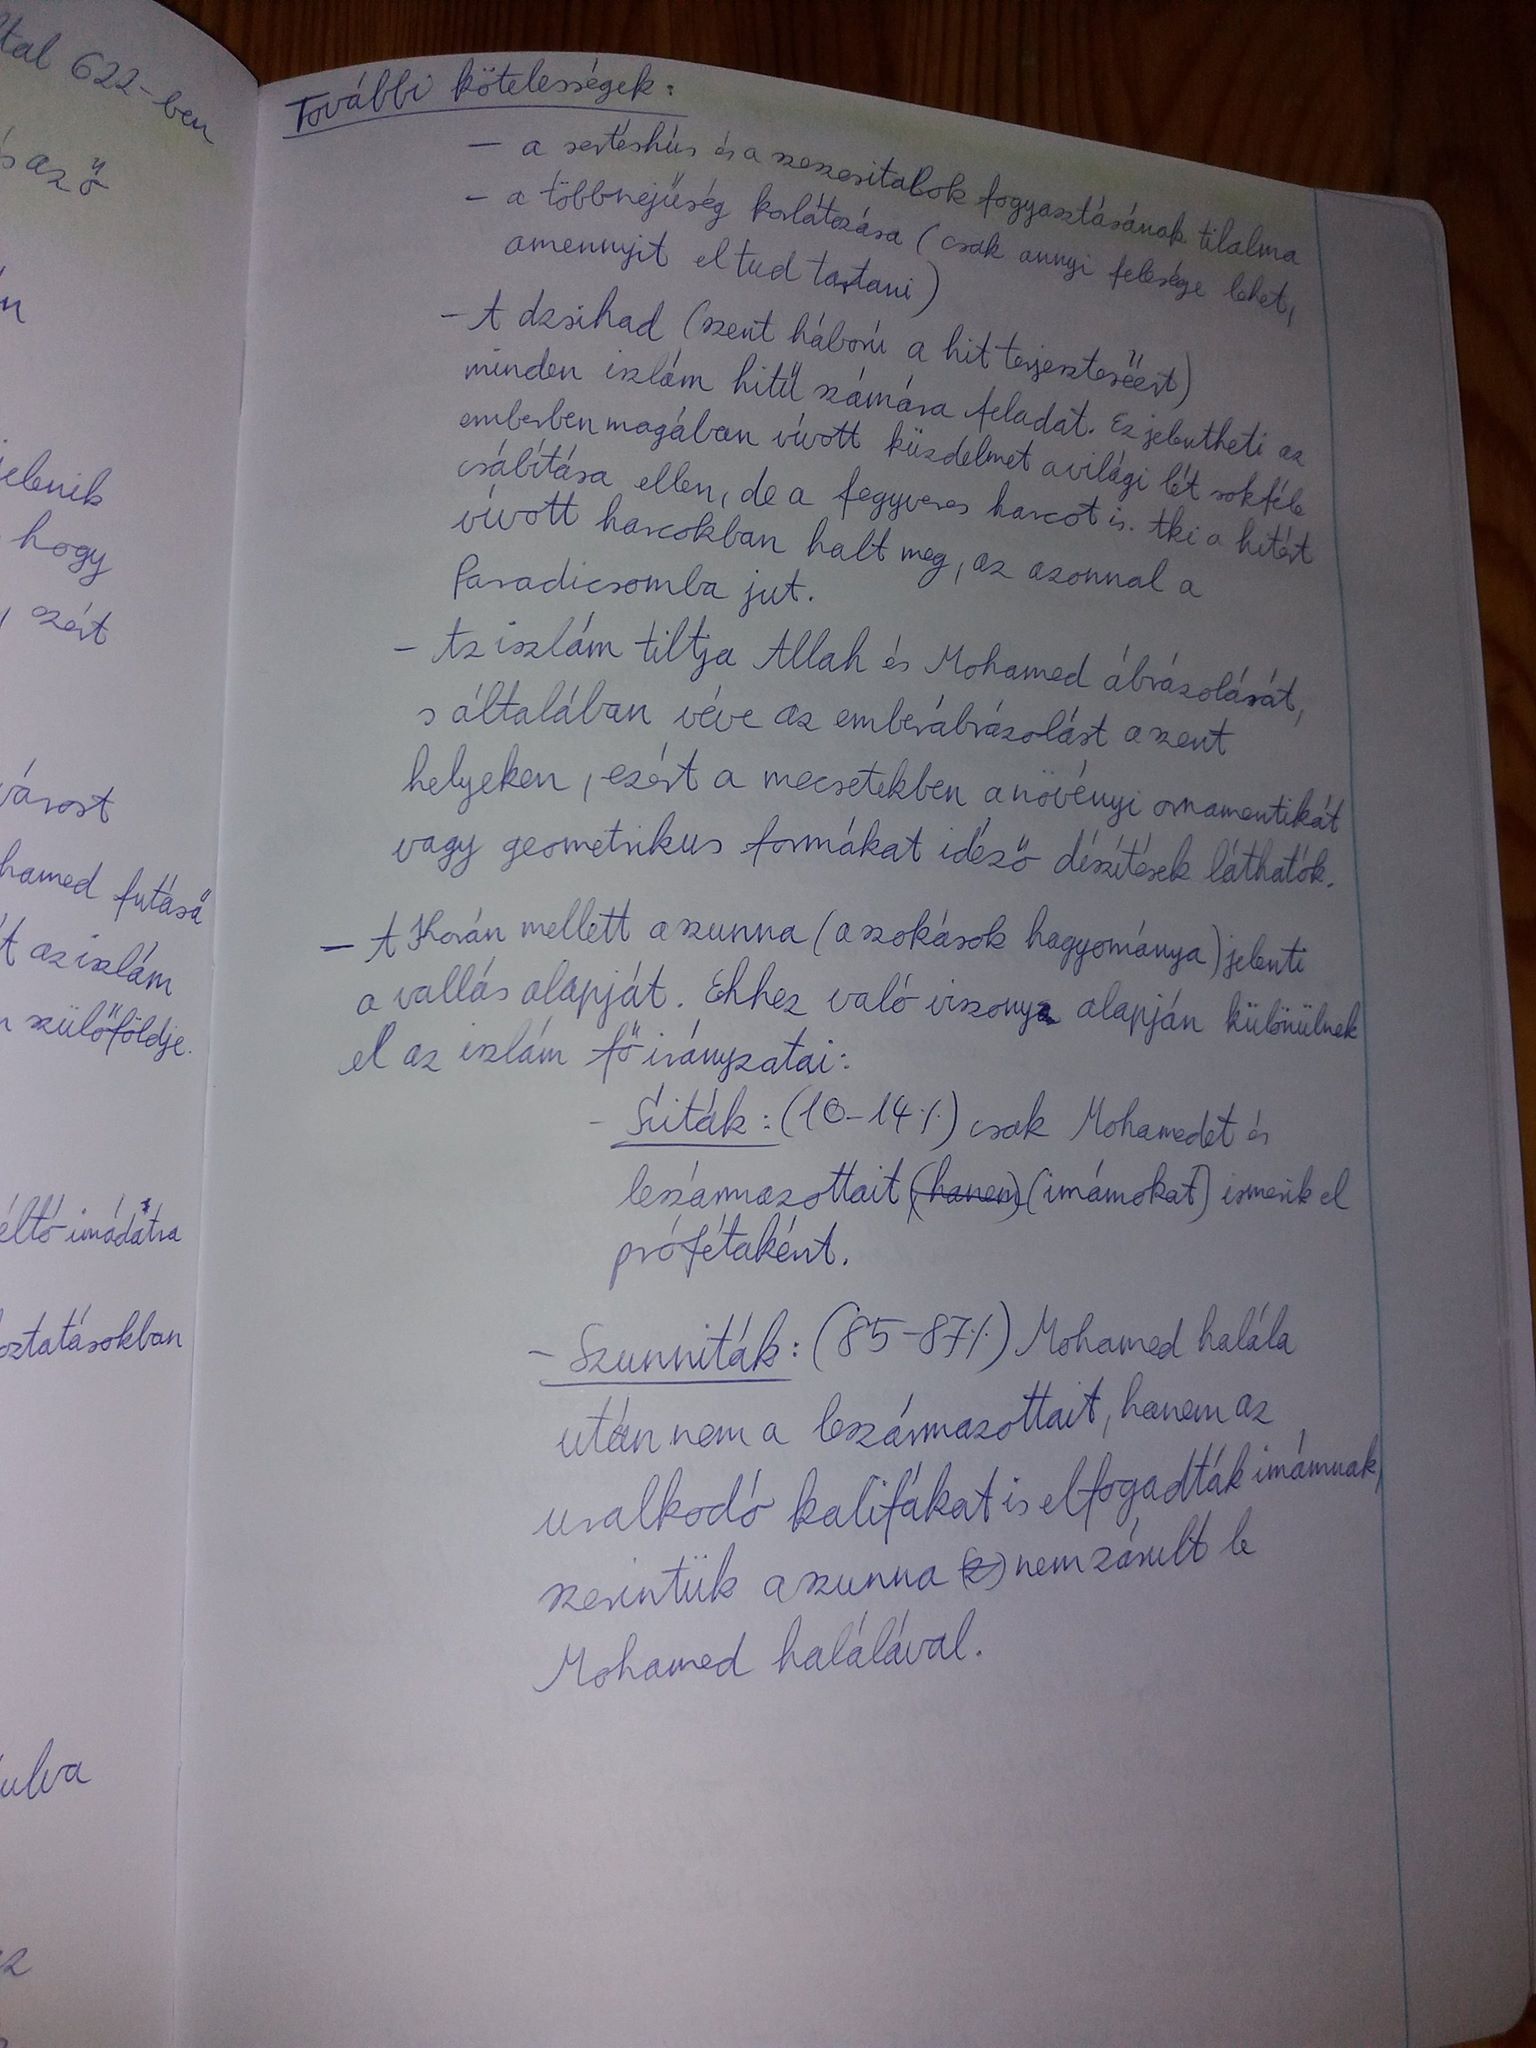 tal 622-ben
s az ő
n
jelenik
hogy
ezért
várost
hamed futása
t az iszlám
n szülőföldje.
éltó imádatra
oztatásokban
ulva
ez
További kötelességek:
- a sertéshús és a szeszesitalok fogyasztásának tilalma
- a többnejűség korlátozása (csak annyi felesége lehet,
amennyit el tud tartani)
- A dzsihad (szent háború a hit terjesztéséért)
minden iszlám hitű számára feladat. Ez jelentheti az
emberben magában vívott küzdelmet a világi lét sokféle
csábítása ellen, de a fegyveres harcot is. Aki a hitért
vívott harcokban halt meg, az azonnal a
Paradicsomba jut.
- Az iszlám tiltja Allah és Mohamed ábrázolását,
s általában véve az emberábrázolást a szent
helyeken, ezért a mecsetekben a növényi ornamentikát
vagy geometrikus formákat idéző díszítések láthatók.
- A Korán mellett a szunna (a szokások hagyománya) jelenti
a vallás alapját. Ehhez való viszony alapján különülnek
el az iszlám fő irányzatai:
- Síiták: (10-14%) csak Mohamedet és
leszármazottait (hanem) (imámokat) ismerik el
prófétaként.
- Szunniták: (85-87%) Mohamed halála
után nem a leszármazottait, hanem az
uralkodó kalifákat is elfogadták imámnak,
szerintük a szunna (z) nem zárult le
Mohamed halálával.